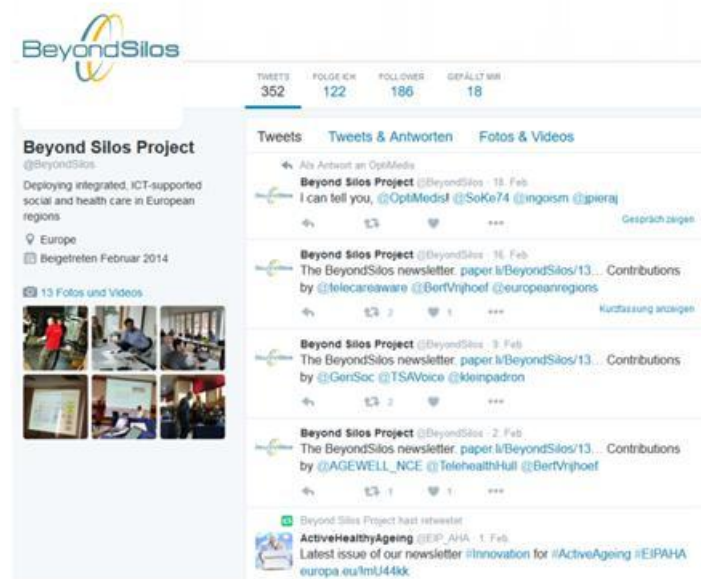 BeyondSilos
TWEETS FOLGE ICH FOLLOWER GEFÄLLT MIR
352 122 186 18
Beyond Silos Project
@BeyondSilos
Deploying integrated, ICT-supported
social and health care in European
regions
Europe
Beigetreten Februar 2014
13 Fotos und Videos
Tweets Tweets & Antworten Fotos & Videos
Als Antwort an OptiMedis
Beyond Silos Project @BeyondSilos · 18. Feb
I can tell you, @OptiMedis! @SoKe74 @ingoism @jpieraj
Gespräch zeigen
Beyond Silos Project @BeyondSilos · 16. Feb
The BeyondSilos newsletter. paper.li/BeyondSilos/13… Contributions
by @telecareaware @BertVrijhoef @europeanregions
2 1 Kurzfassung anzeigen
Beyond Silos Project @BeyondSilos · 9. Feb
The BeyondSilos newsletter. paper.li/BeyondSilos/13… Contributions
by @GeriSoc @TSAVoice @kleinpadron
2
Beyond Silos Project @BeyondSilos · 2. Feb
The BeyondSilos newsletter. paper.li/BeyondSilos/13… Contributions
by @AGEWELL_NCE @TelehealthHull @BertVrijhoef
1 1
Beyond Silos Project hast retweetet
ActiveHealthyAgeing @EIP_AHA · 1. Feb
Latest issue of our newsletter #Innovation for #ActiveAgeing #EIPAHA
europa.eu/!mU44kk